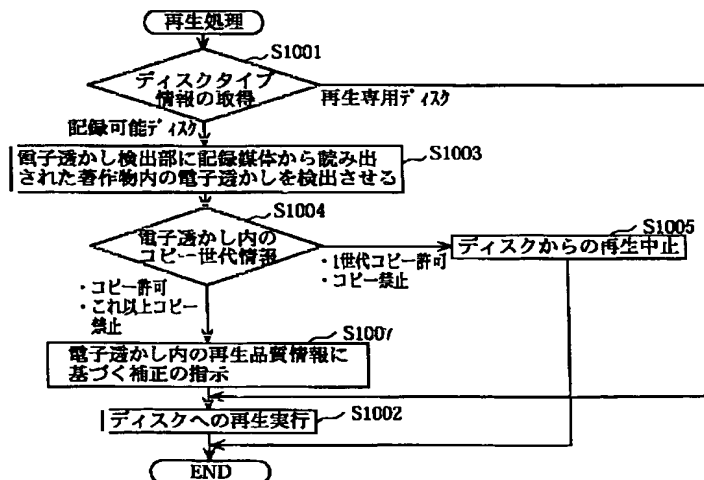 再生処理
S1001
ディスクタイプ
情報の取得
再生専用ディスク
記録可能ディスク
電子透かし検出部に記録媒体から読み出
された著作物内の電子透かしを検出させる
S1003
S1004
電子透かし内の
コピー世代情報
S1005
ディスクからの再生中止
・1世代コピー許可
・コピー禁止
・コピー許可
・これ以上コピー
禁止
S1007
電子透かし内の再生品質情報に
基づく補正の指示
ディスクへの再生実行
S1002
END